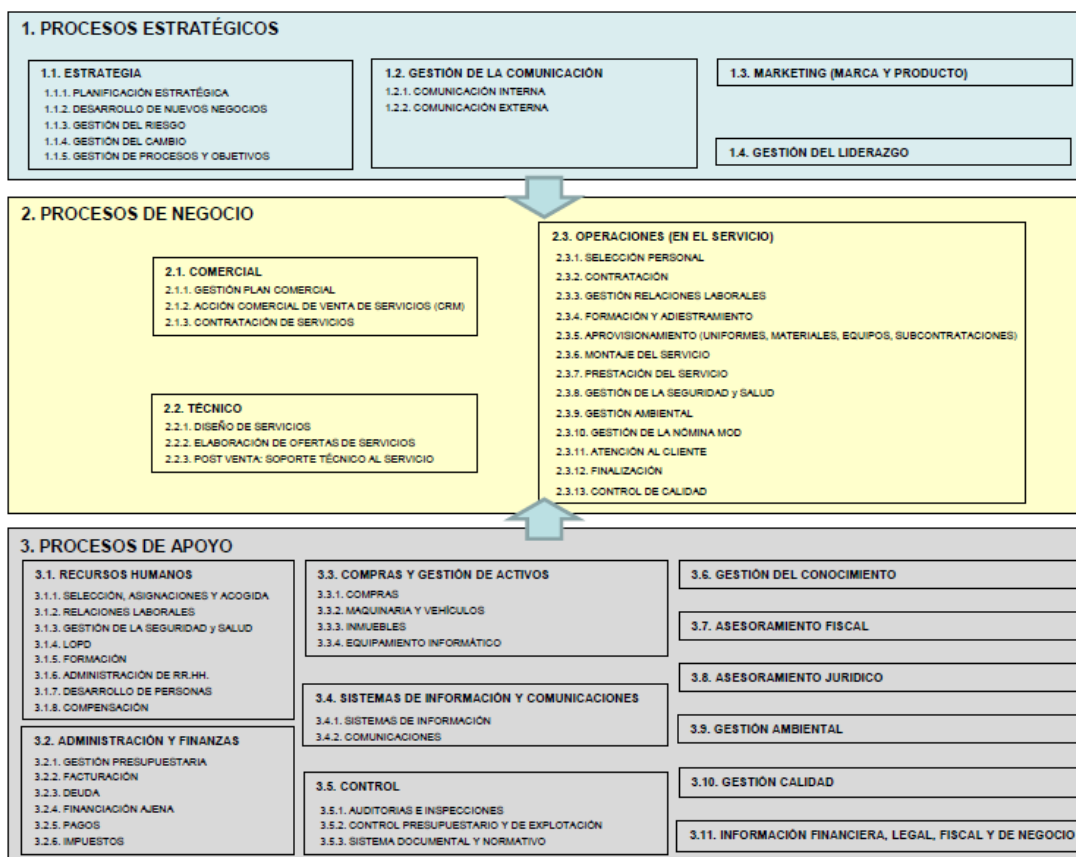 1. PROCESOS ESTRATÉGICOS
1.1. ESTRATEGIA
1.1.1. PLANIFICACIÓN ESTRATÉGICA
1.1.2. DESARROLLO DE NUEVOS NEGOCIOS
1.1.3. GESTIÓN DEL RIESGO
1.1.4. GESTIÓN DEL CAMBIO
1.1.5. GESTIÓN DE PROCESOS Y OBJETIVOS
1.2. GESTIÓN DE LA COMUNICACIÓN
1.2.1. COMUNICACIÓN INTERNA
1.2.2. COMUNICACIÓN EXTERNA
1.3. MARKETING (MARCA Y PRODUCTO)
1.4. GESTIÓN DEL LIDERAZGO
2. PROCESOS DE NEGOCIO
2.1. COMERCIAL
2.1.1. GESTIÓN PLAN COMERCIAL
2.1.2. ACCIÓN COMERCIAL DE VENTA DE SERVICIOS (CRM)
2.1.3. CONTRATACIÓN DE SERVICIOS
2.2. TÉCNICO
2.2.1. DISEÑO DE SERVICIOS
2.2.2. ELABORACIÓN DE OFERTAS DE SERVICIOS
2.2.3. POST VENTA: SOPORTE TÉCNICO AL SERVICIO
2.3. OPERACIONES (EN EL SERVICIO)
2.3.1. SELECCIÓN PERSONAL
2.3.2. CONTRATACIÓN
2.3.3. GESTIÓN RELACIONES LABORALES
2.3.4. FORMACIÓN Y ADIESTRAMIENTO
2.3.5. APROVISIONAMIENTO (UNIFORMES, MATERIALES, EQUIPOS, SUBCONTRATACIONES)
2.3.6. MONTAJE DEL SERVICIO
2.3.7. PRESTACIÓN DEL SERVICIO
2.3.8. GESTIÓN DE LA SEGURIDAD y SALUD
2.3.9. GESTIÓN AMBIENTAL
2.3.10. GESTIÓN DE LA NÓMINA MOD
2.3.11. ATENCIÓN AL CLIENTE
2.3.12. FINALIZACIÓN
2.3.13. CONTROL DE CALIDAD
3. PROCESOS DE APOYO
3.1. RECURSOS HUMANOS
3.1.1. SELECCIÓN, ASIGNACIONES Y ACOGIDA
3.1.2. RELACIONES LABORALES
3.1.3. GESTIÓN DE LA SEGURIDAD y SALUD
3.1.4. LOPD
3.1.5. FORMACIÓN
3.1.6. ADMINISTRACIÓN DE RR.HH.
3.1.7. DESARROLLO DE PERSONAS
3.1.8. COMPENSACIÓN
3.2. ADMINISTRACIÓN Y FINANZAS
3.2.1. GESTIÓN PRESUPUESTARIA
3.2.2. FACTURACIÓN
3.2.3. DEUDA
3.2.4. FINANCIACIÓN AJENA
3.2.5. PAGOS
3.2.6. IMPUESTOS
3.3. COMPRAS Y GESTIÓN DE ACTIVOS
3.3.1. COMPRAS
3.3.2. MAQUINARIA Y VEHÍCULOS
3.3.3. INMUEBLES
3.3.4. EQUIPAMIENTO INFORMÁTICO
3.4. SISTEMAS DE INFORMACIÓN Y COMUNICACIONES
3.4.1. SISTEMAS DE INFORMACIÓN
3.4.2. COMUNICACIONES
3.5. CONTROL
3.5.1. AUDITORIAS E INSPECCIONES
3.5.2. CONTROL PRESUPUESTARIO Y DE EXPLOTACIÓN
3.5.3. SISTEMA DOCUMENTAL Y NORMATIVO
3.6. GESTIÓN DEL CONOCIMIENTO
3.7. ASESORAMIENTO FISCAL
3.8. ASESORAMIENTO JURIDICO
3.9. GESTIÓN AMBIENTAL
3.10. GESTIÓN CALIDAD
3.11. INFORMACIÓN FINANCIERA, LEGAL, FISCAL Y DE NEGOCIO